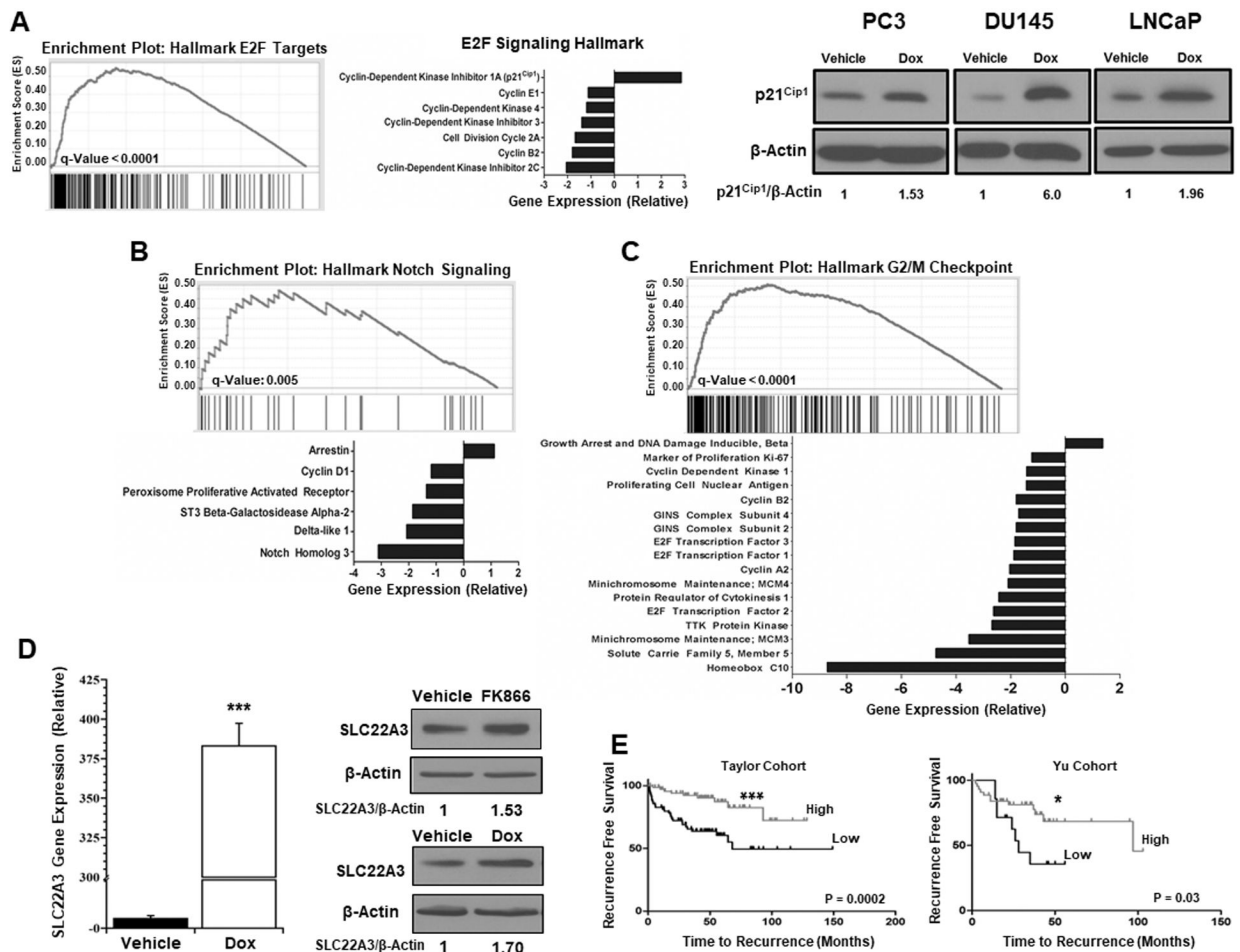 A
Enrichment Plot: Hallmark E2F Targets
Enrichment Score (ES)
0.50
0.40
0.30
0.20
0.10
0.00
q-Value < 0.0001
E2F Signaling Hallmark
Cyclin-Dependent Kinase Inhibitor 1A (p21Cip1)
Cyclin E1
Cyclin-Dependent Kinase 4
Cyclin-Dependent Kinase Inhibitor 3
Cell Division Cycle 2A
Cyclin B2
Cyclin-Dependent Kinase Inhibitor 2C
-3 -2 -1 0 1 2 3
Gene Expression (Relative)
PC3 DU145 LNCaP
Vehicle Dox Vehicle Dox Vehicle Dox
p21Cip1
β-Actin
p21Cip1/β-Actin 1 1.53 1 6.0 1 1.96
B
Enrichment Plot: Hallmark Notch Signaling
Enrichment Score (ES)
0.50
0.40
0.30
0.20
0.10
0.00
q-Value: 0.005
Arrestin
Cyclin D1
Peroxisome Proliferative Activated Receptor
ST3 Beta-Galactosidease Alpha-2
Delta-like 1
Notch Homolog 3
-4 -3 -2 -1 0 1 2
Gene Expression (Relative)
C
Enrichment Plot: Hallmark G2/M Checkpoint
Enrichment Score (ES)
0.50
0.40
0.30
0.20
0.10
0.00
q-Value < 0.0001
Growth Arrest and DNA Damage Inducible, Beta
Marker of Proliferation Ki-67
Cyclin Dependent Kinase 1
Proliferating Cell Nuclear Antigen
Cyclin B2
GINS Complex Subunit 4
GINS Complex Subunit 2
E2F Transcription Factor 3
E2F Transcription Factor 1
Cyclin A2
Minichromosome Maintenance; MCM4
Protein Regulator of Cytokinesis 1
E2F Transcription Factor 2
TTK Protein Kinase
Minichromosome Maintenance; MCM3
Solute Carrie Family 5, Member 5
Homeobox C10
-10 -8 -6 -4 -2 0 2
Gene Expression (Relative)
D
SLC22A3 Gene Expression (Relative)
425
400
375
350
325
300
-0
***
Vehicle Dox
Vehicle FK866
SLC22A3
β-Actin
SLC22A3/β-Actin 1 1.53
Vehicle Dox
SLC22A3
β-Actin
SLC22A3/β-Actin 1 1.70
E
Taylor Cohort
Recurrence Free Survival
100
50
0
***
High
Low
P = 0.0002
0 50 100 150 200
Time to Recurrence (Months)
Yu Cohort
Recurrence Free Survival
100
50
0
*
High
Low
P = 0.03
0 50 100 150
Time to Recurrence (Months)